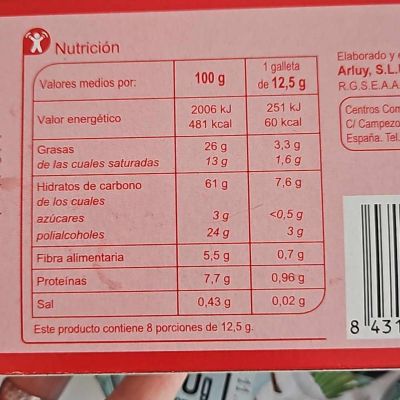 Nutrición
Valores medios por: 100 g 1 galleta de 12,5 g
Valor energético 2006 kJ 251 kJ
481 kcal 60 kcal
Grasas 26 g 3,3 g
de las cuales saturadas 13 g 1,6 g
Hidratos de carbono 61 g 7,6 g
de los cuales
azúcares 3 g <0,5 g
polialcoholes 24 g 3 g
Fibra alimentaria 5,5 g 0,7 g
Proteínas 7,7 g 0,96 g
Sal 0,43 g 0,02 g
Este producto contiene 8 porciones de 12,5 g.
Elaborado y
Arluy, S.L.
R.G.S.E.A.A.
Centros Com
C/ Campezo
España. Tel.
8 431